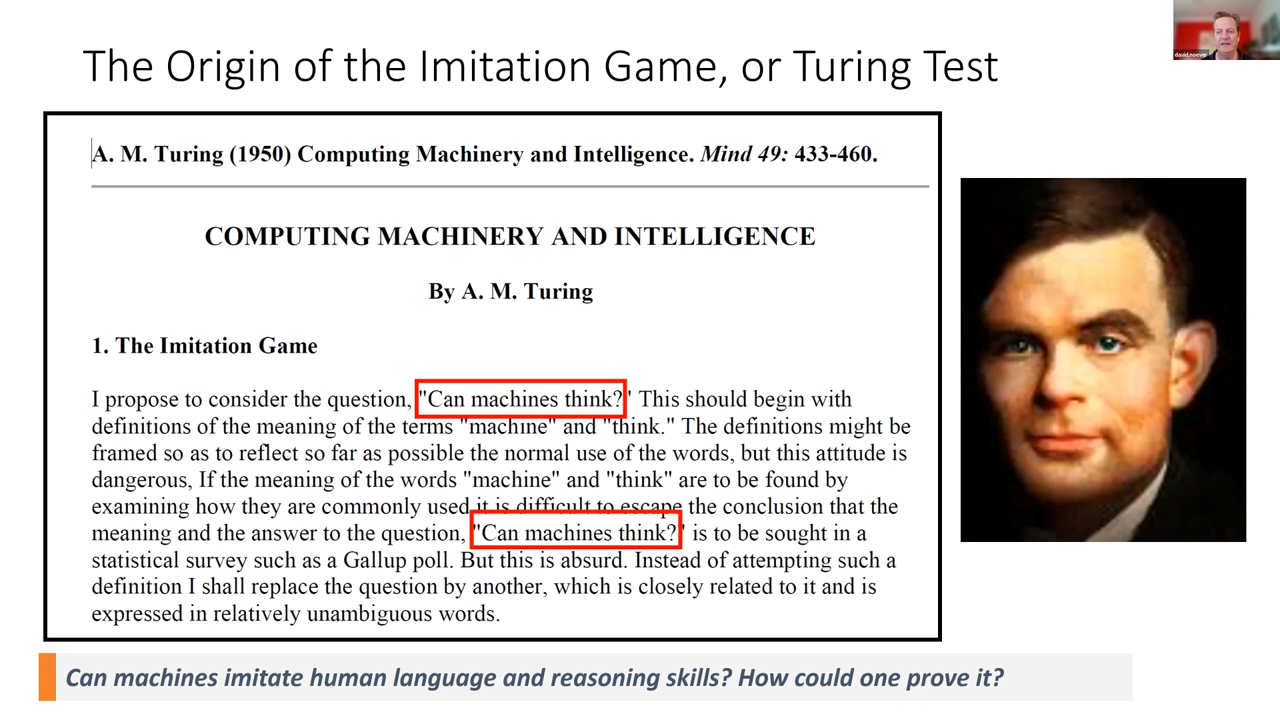 The Origin of the Imitation Game, or Turing Test
david.noever
A. M. Turing (1950) Computing Machinery and Intelligence. Mind 49: 433-460.
COMPUTING MACHINERY AND INTELLIGENCE
By A. M. Turing
1. The Imitation Game
I propose to consider the question, "Can machines think?" This should begin with
definitions of the meaning of the terms "machine" and "think." The definitions might be
framed so as to reflect so far as possible the normal use of the words, but this attitude is
dangerous, If the meaning of the words "machine" and "think" are to be found by
examining how they are commonly used it is difficult to escape the conclusion that the
meaning and the answer to the question, "Can machines think?" is to be sought in a
statistical survey such as a Gallup poll. But this is absurd. Instead of attempting such a
definition I shall replace the question by another, which is closely related to it and is
expressed in relatively unambiguous words.
Can machines imitate human language and reasoning skills? How could one prove it?